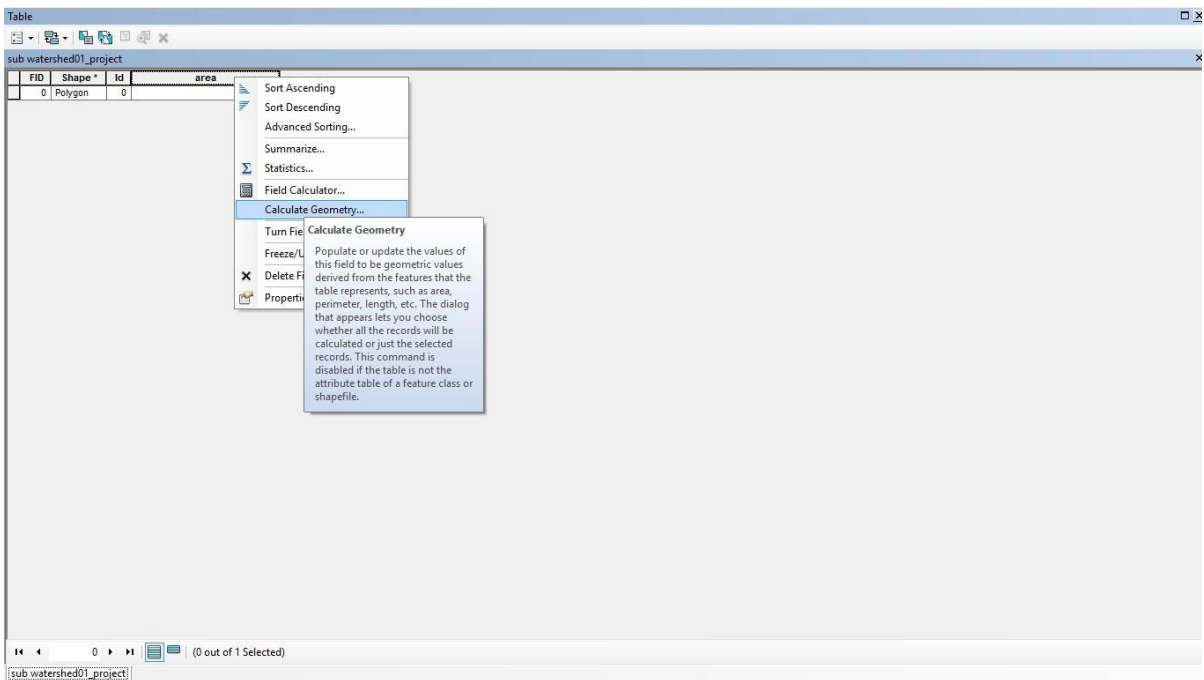 Table
sub watershed01_project
FID Shape * Id area
0 Polygon 0
Sort Ascending
Sort Descending
Advanced Sorting...
Summarize...
Statistics...
Field Calculator...
Calculate Geometry...
Turn Fie
Freeze/U
Delete Fi
Properti
Calculate Geometry
Populate or update the values of
this field to be geometric values
derived from the features that the
table represents, such as area,
perimeter, length, etc. The dialog
that appears lets you choose
whether all the records will be
calculated or just the selected
records. This command is
disabled if the table is not the
attribute table of a feature class or
shapefile.
0 (0 out of 1 Selected)
sub watershed01_project